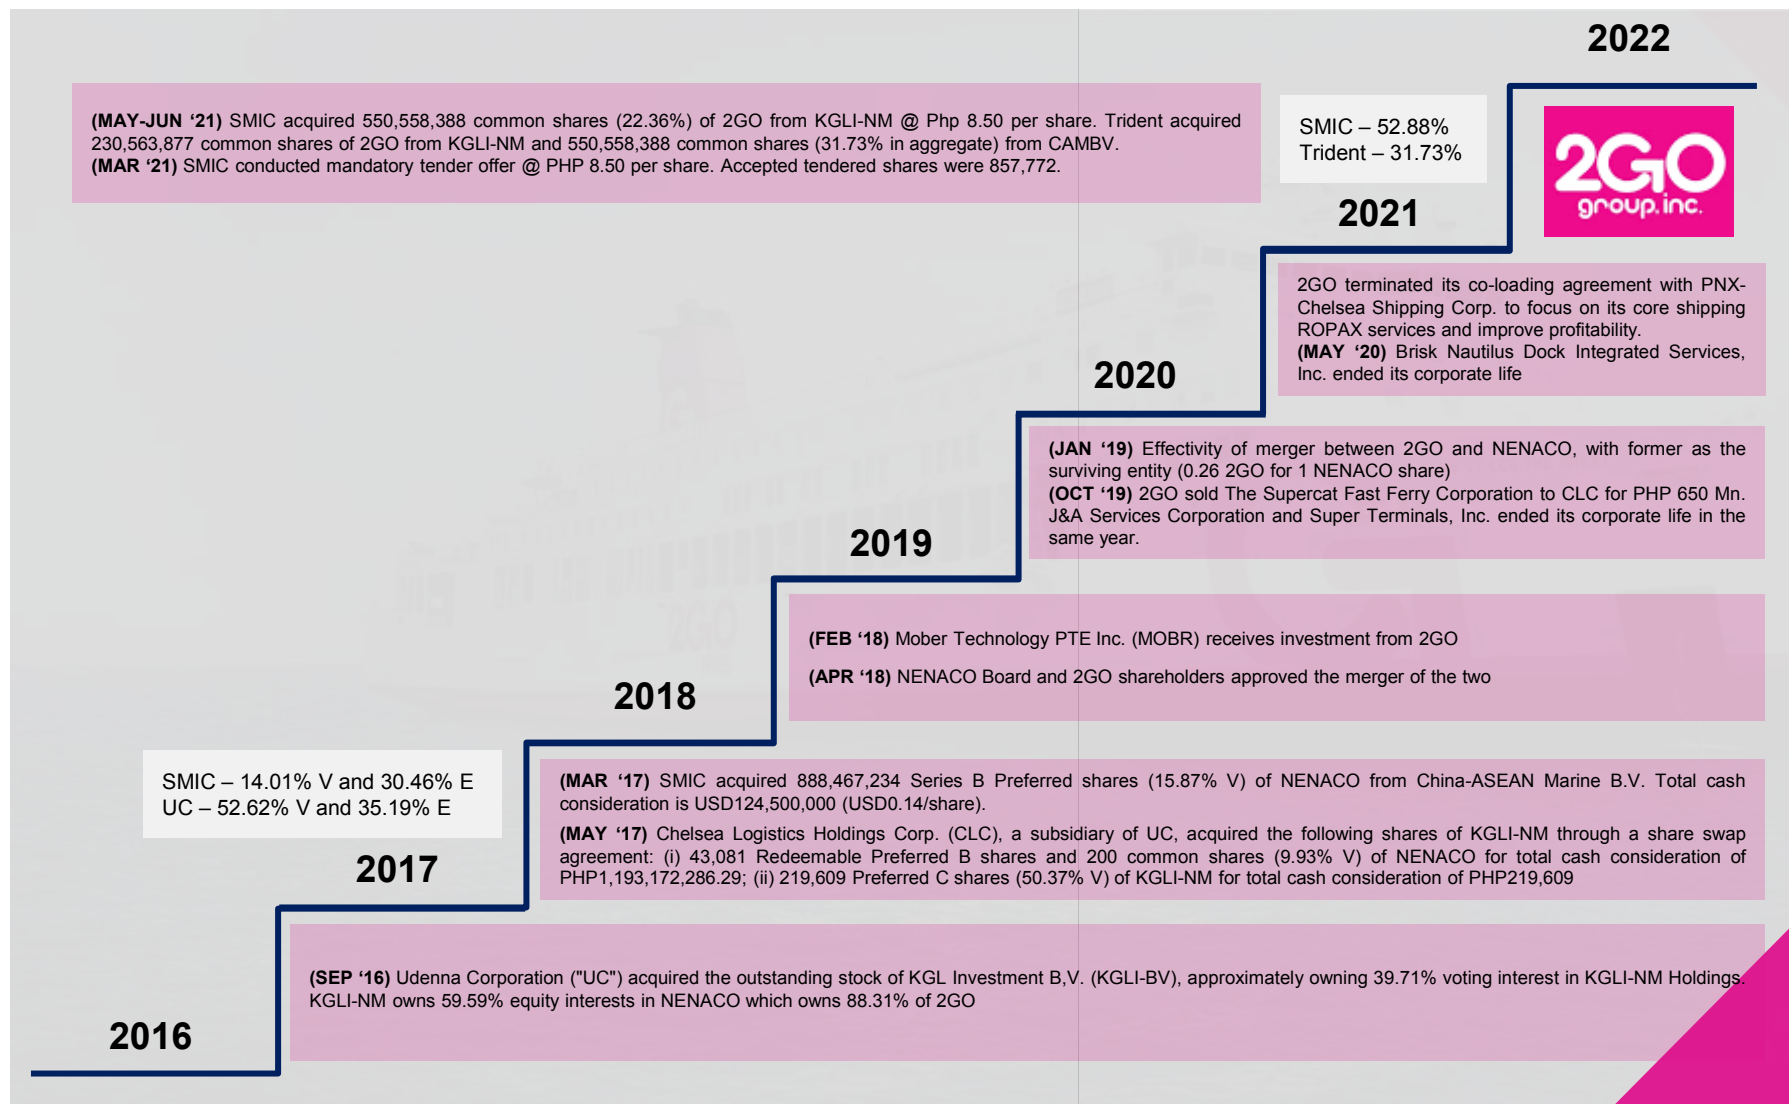 2022
(MAY-JUN ‘21) SMIC acquired 550,558,388 common shares (22.36%) of 2GO from KGLI-NM @ Php 8.50 per share. Trident acquired
230,563,877 common shares of 2GO from KGLI-NM and 550,558,388 common shares (31.73% in aggregate) from CAMBV.
(MAR ‘21) SMIC conducted mandatory tender offer @ PHP 8.50 per share. Accepted tendered shares were 857,772.
SMIC – 52.88%
Trident – 31.73%
2GO
group.inc.
2021
2GO terminated its co-loading agreement with PNX-
Chelsea Shipping Corp. to focus on its core shipping
ROPAX services and improve profitability.
(MAY ‘20) Brisk Nautilus Dock Integrated Services,
Inc. ended its corporate life
2020
(JAN ‘19) Effectivity of merger between 2GO and NENACO, with former as the
surviving entity (0.26 2GO for 1 NENACO share)
(OCT ‘19) 2GO sold The Supercat Fast Ferry Corporation to CLC for PHP 650 Mn.
J&A Services Corporation and Super Terminals, Inc. ended its corporate life in the
same year.
2019
2GO
(FEB ‘18) Mober Technology PTE Inc. (MOBR) receives investment from 2GO
(APR ‘18) NENACO Board and 2GO shareholders approved the merger of the two
2018
SMIC – 14.01% V and 30.46% E
UC – 52.62% V and 35.19% E
(MAR ‘17) SMIC acquired 888,467,234 Series B Preferred shares (15.87% V) of NENACO from China-ASEAN Marine B.V. Total cash
consideration is USD124,500,000 (USD0.14/share).
(MAY ‘17) Chelsea Logistics Holdings Corp. (CLC), a subsidiary of UC, acquired the following shares of KGLI-NM through a share swap
agreement: (i) 43,081 Redeemable Preferred B shares and 200 common shares (9.93% V) of NENACO for total cash consideration of
PHP1,193,172,286.29; (ii) 219,609 Preferred C shares (50.37% V) of KGLI-NM for total cash consideration of PHP219,609
2017
(SEP ‘16) Udenna Corporation ("UC") acquired the outstanding stock of KGL Investment B,V. (KGLI-BV), approximately owning 39.71% voting interest in KGLI-NM Holdings.
KGLI-NM owns 59.59% equity interests in NENACO which owns 88.31% of 2GO
2016